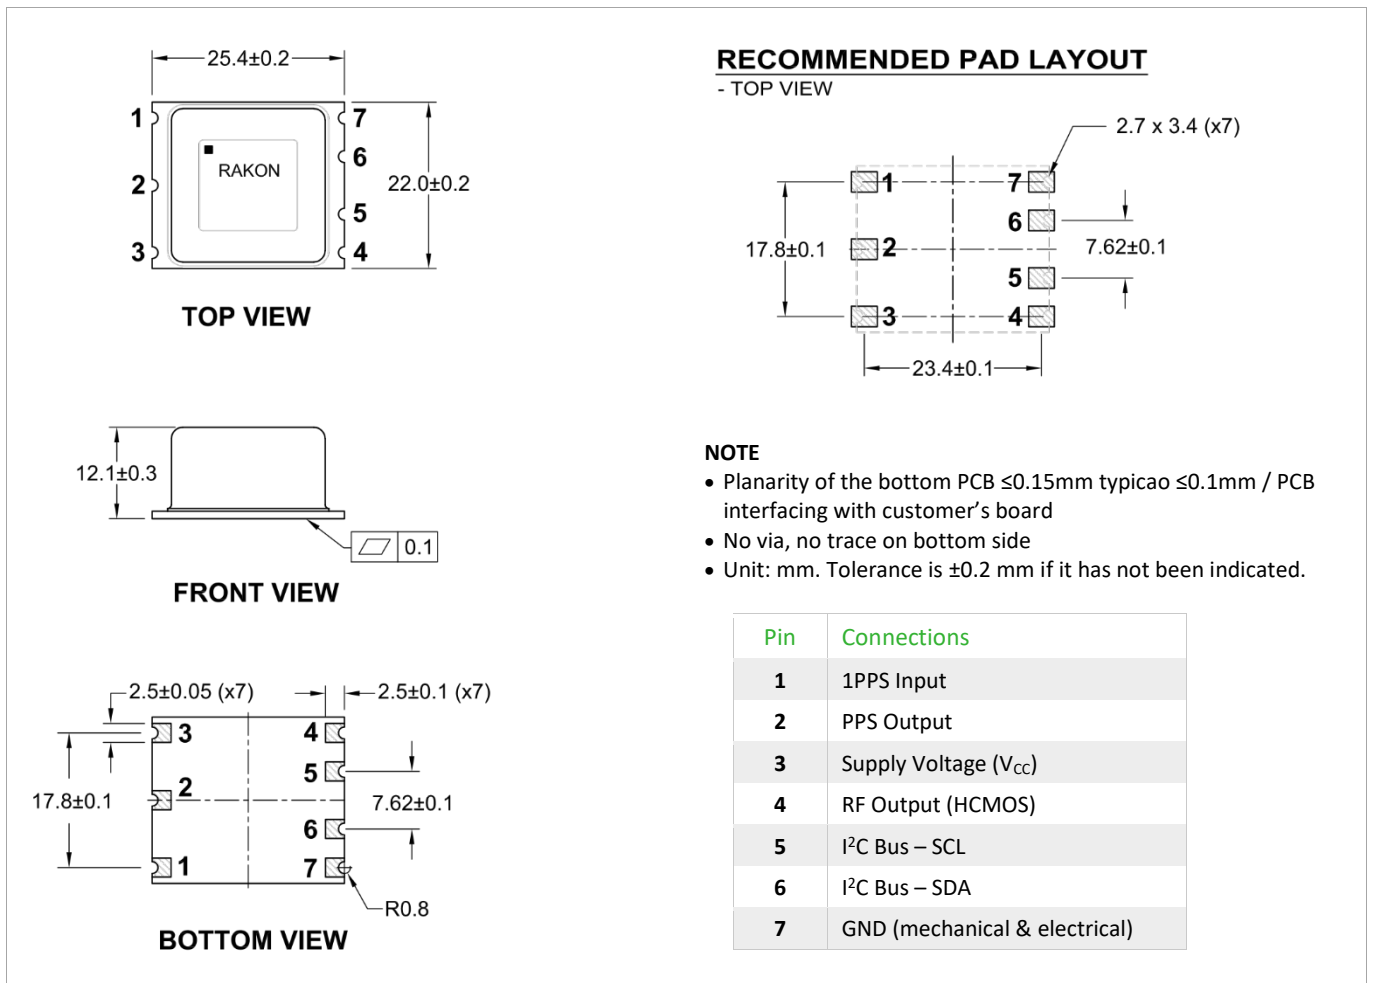 25.4±0.2
1
7
RAKON
6
2
22.0±0.2
5
3
4
TOP VIEW
12.1±0.3
0.1
FRONT VIEW
2.5±0.05 (x7)
2.5±0.1 (x7)
3
4
5
2
17.8±0.1
7.62±0.1
6
1
7
R0.8
BOTTOM VIEW
RECOMMENDED PAD LAYOUT
- TOP VIEW
2.7 x 3.4 (x7)
1
7
6
17.8±0.1
2
7.62±0.1
5
3
4
23.4±0.1
NOTE
• Planarity of the bottom PCB ≤0.15mm typicao ≤0.1mm / PCB
interfacing with customer’s board
• No via, no trace on bottom side
• Unit: mm. Tolerance is ±0.2 mm if it has not been indicated.
Pin Connections
1 1PPS Input
2 PPS Output
3 Supply Voltage (VCC)
4 RF Output (HCMOS)
5 I²C Bus – SCL
6 I²C Bus – SDA
7 GND (mechanical & electrical)